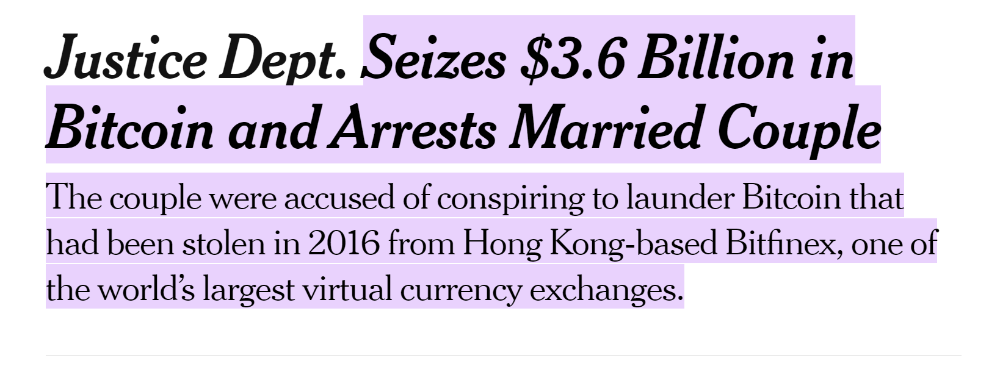 Justice Dept. Seizes $3.6 Billion in
Bitcoin and Arrests Married Couple
The couple were accused of conspiring to launder Bitcoin that
had been stolen in 2016 from Hong Kong-based Bitfinex, one of
the world’s largest virtual currency exchanges.